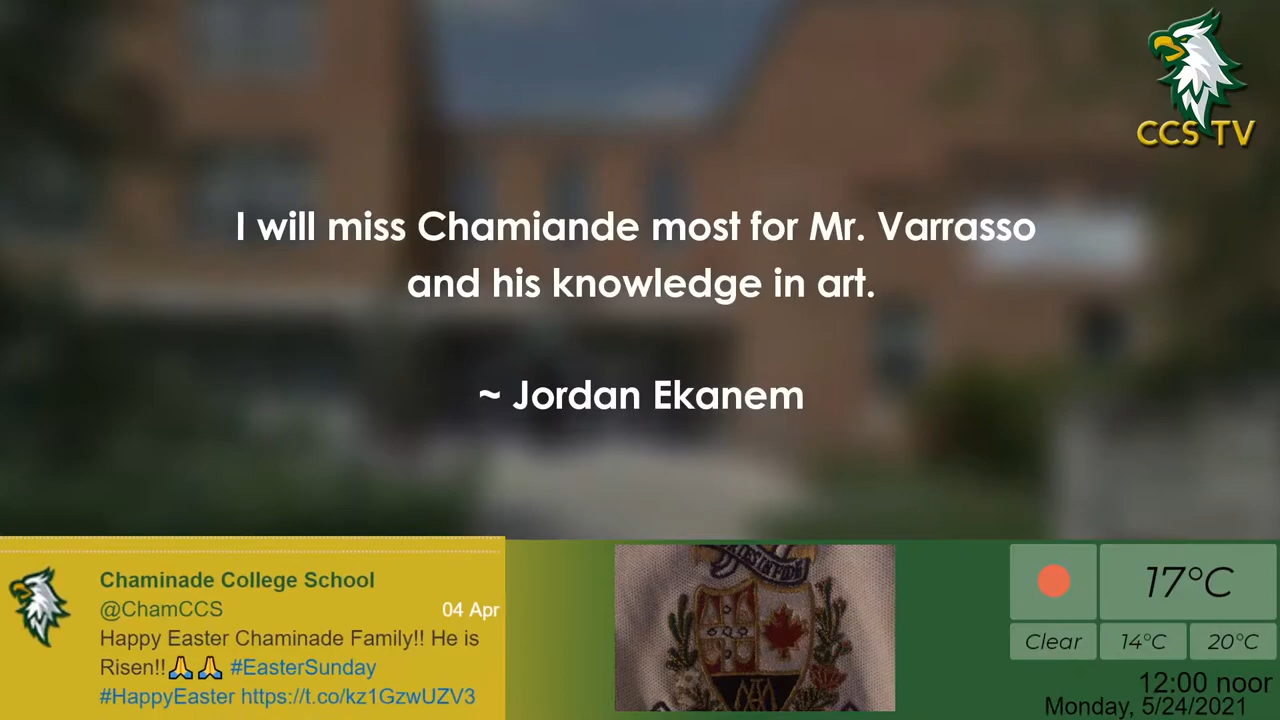 CCS TV
I will miss Chamiande most for Mr. Varrasso
and his knowledge in art.
~ Jordan Ekanem
Chaminade College School
@ChamCCS
04 Apr
Happy Easter Chaminade Family!! He is
Risen!!🙏🙏 #EasterSunday
#HappyEaster https://t.co/kz1GzwUZV3
17°C
Clear
14°C
20°C
12:00 noor
Monday, 5/24/2021